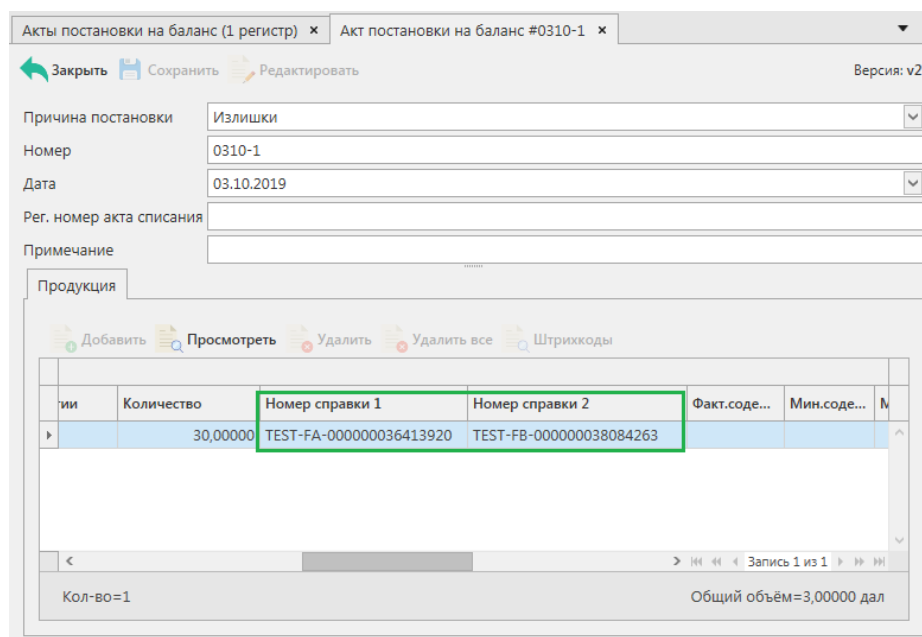 Акты постановки на баланс (1 регистр) × Акт постановки на баланс #0310-1 ×
Закрыть Сохранить Редактировать Версия: v2
Причина постановки Излишки
Номер 0310-1
Дата 03.10.2019
Рег. номер акта списания
Примечание
Продукция
Добавить Просмотреть Удалить Удалить все Штрихкоды
Количество Номер справки 1 Номер справки 2 Факт.соде... Мин.соде...
30,00000 TEST-FA-000000036413920 TEST-FB-000000038084263
Запись 1 из 1
Кол-во=1 Общий объём=3,00000 дал